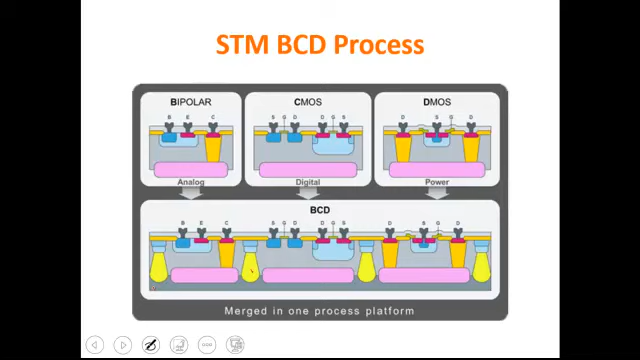 STM BCD Process
BIPOLAR
B E C
Analog
CMOS
S G D D G S
Digital
DMOS
D S G D
Power
BCD
B E C S G D D G S D S G D
Merged in one process platform